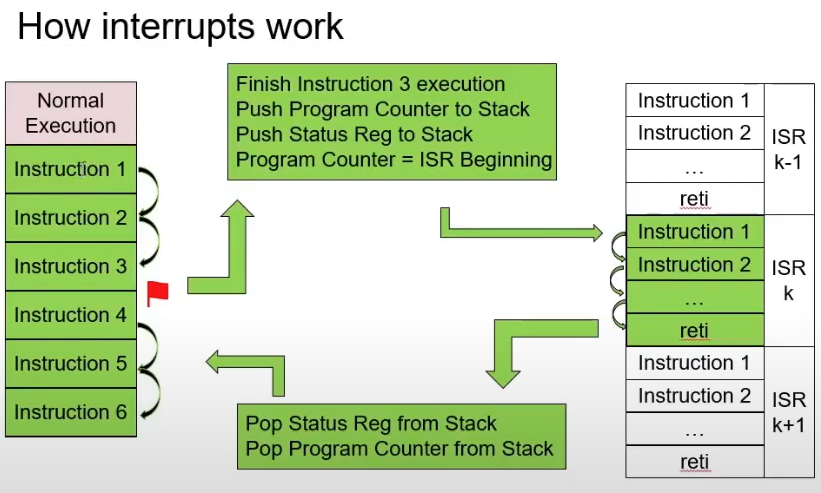 How interrupts work
Normal
Execution
Instruction 1
Instruction 2
Instruction 3
Instruction 4
Instruction 5
Instruction 6
Finish Instruction 3 execution
Push Program Counter to Stack
Push Status Reg to Stack
Program Counter = ISR Beginning
Pop Status Reg from Stack
Pop Program Counter from Stack
Instruction 1
Instruction 2
...
reti
ISR
k-1
Instruction 1
Instruction 2
...
reti
ISR
k
Instruction 1
Instruction 2
...
reti
ISR
k+1